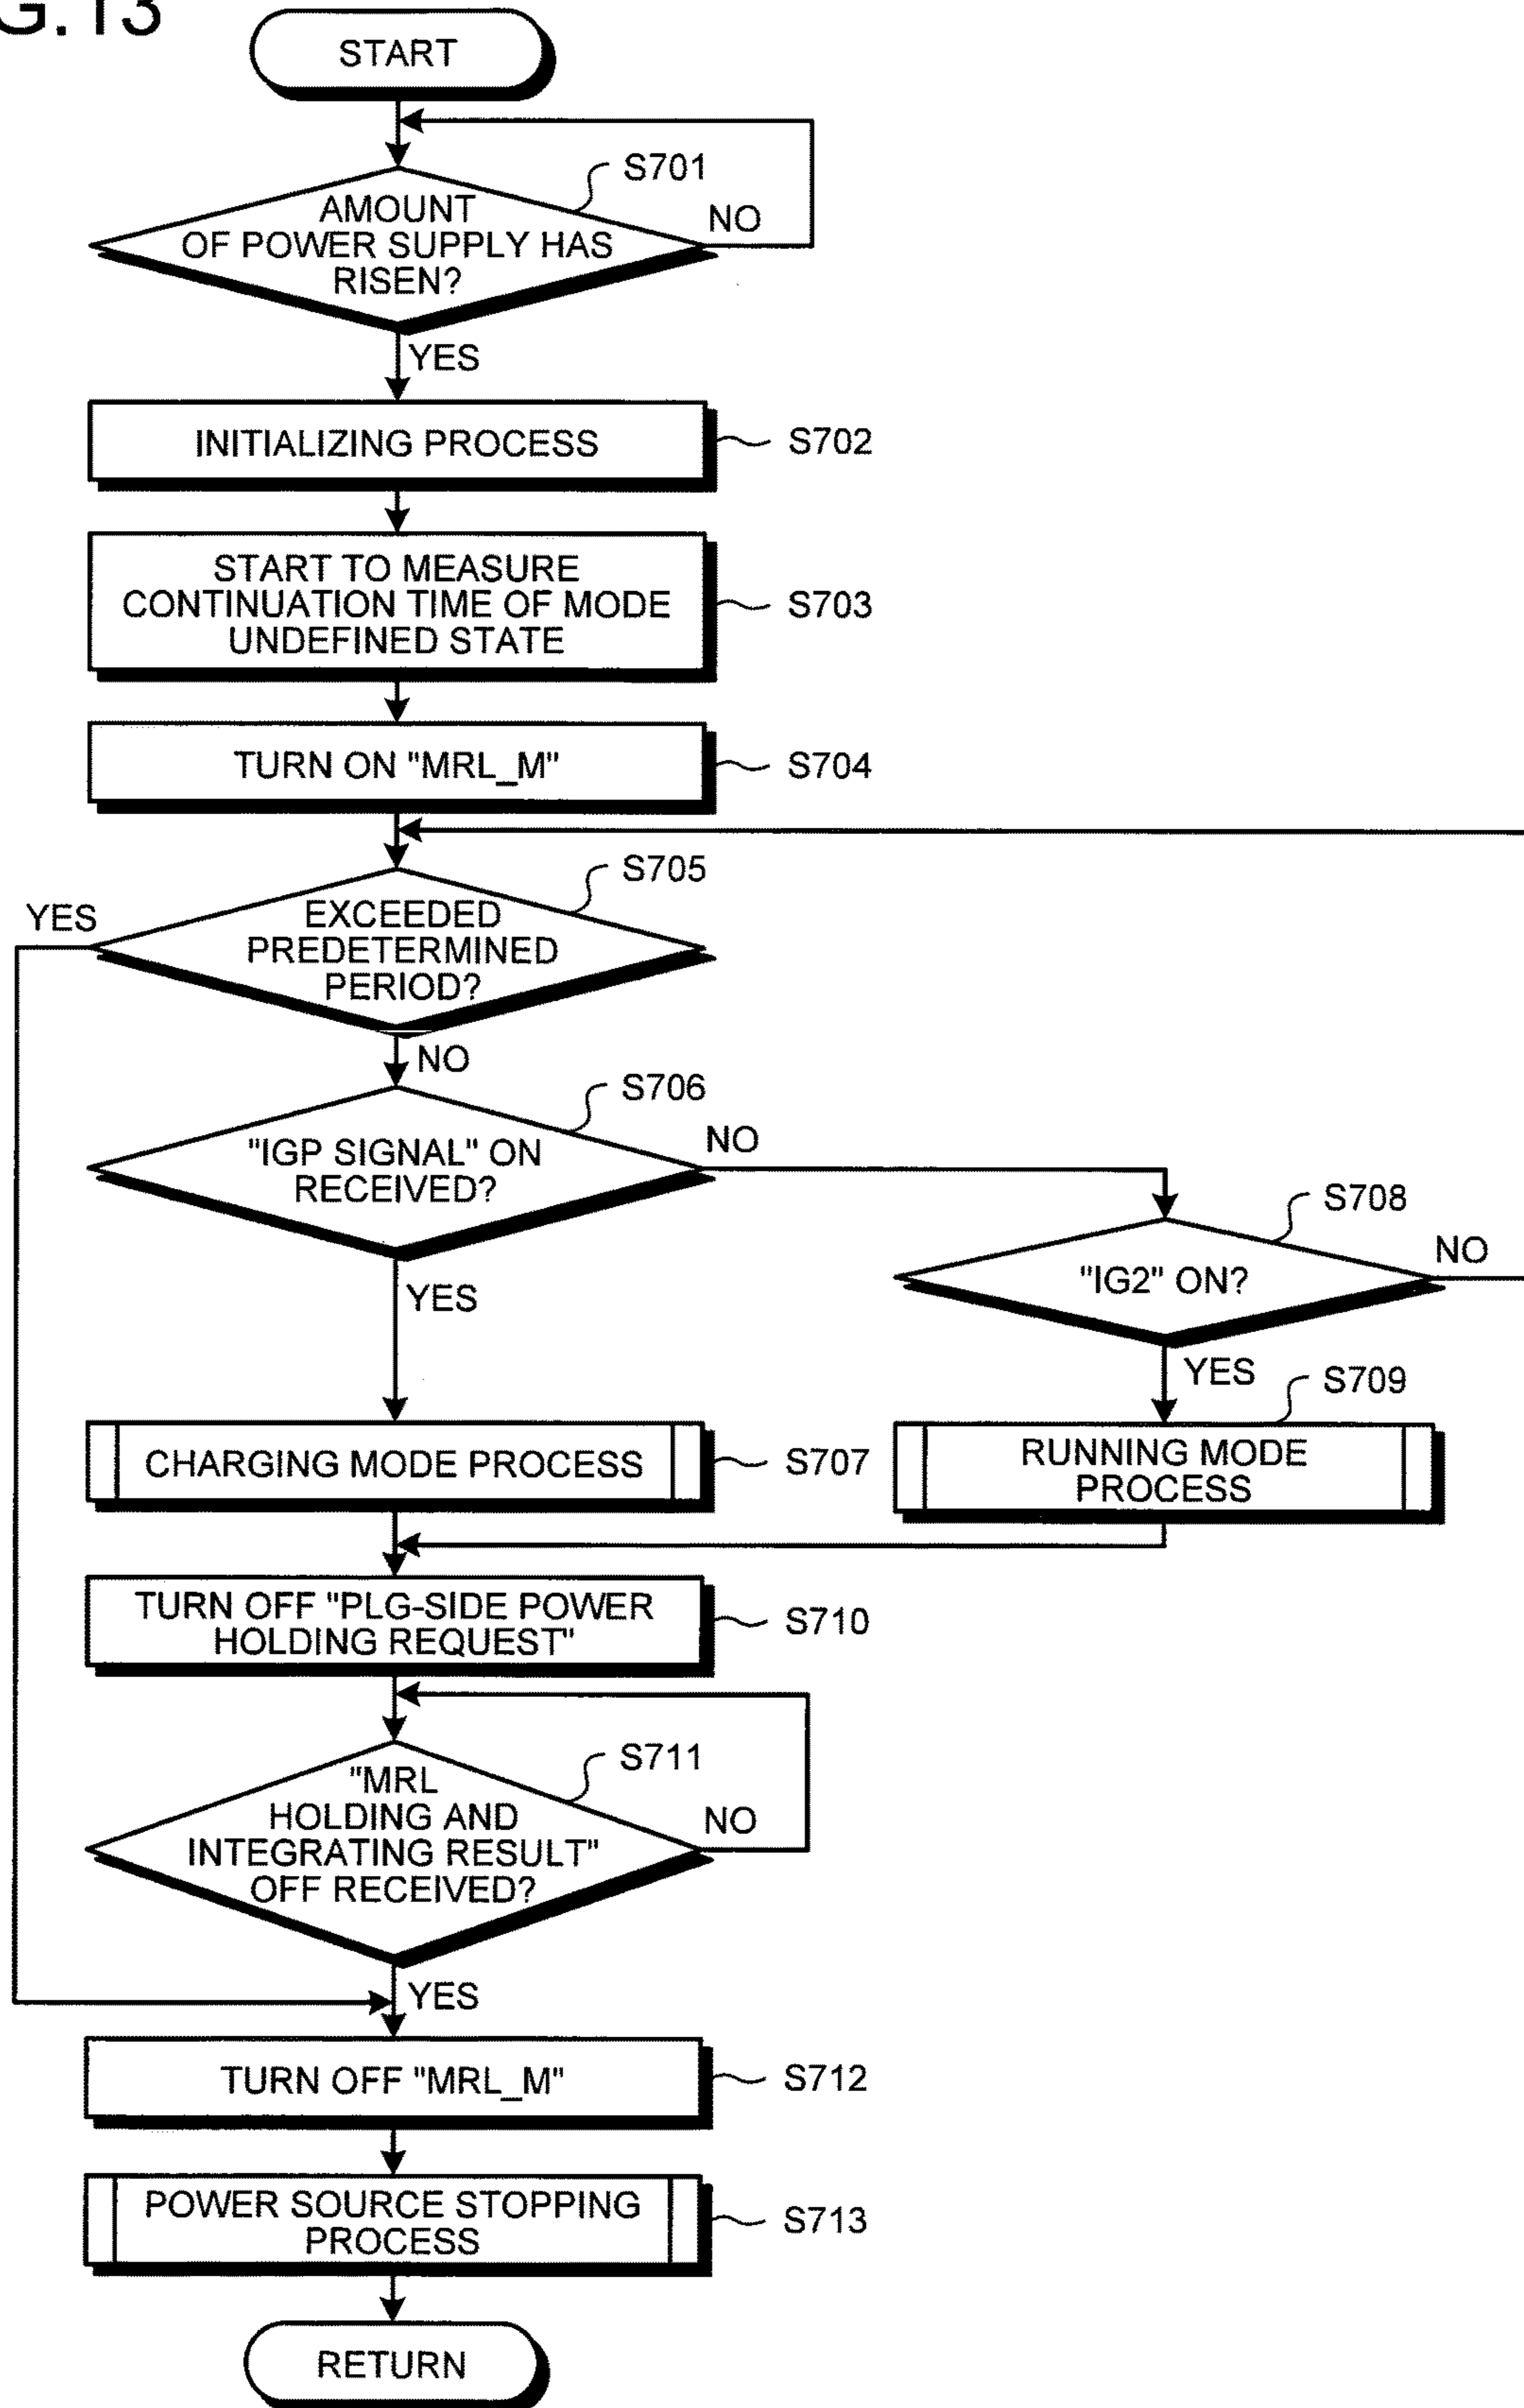 G.13
START
S701
AMOUNT
OF POWER SUPPLY HAS
RISEN?
NO
YES
INITIALIZING PROCESS
S702
START TO MEASURE
CONTINUATION TIME OF MODE
UNDEFINED STATE
S703
TURN ON "MRL_M"
S704
S705
YES
EXCEEDED
PREDETERMINED
PERIOD?
NO
S706
"IGP SIGNAL" ON
RECEIVED?
NO
YES
S708
"IG2" ON?
NO
YES
CHARGING MODE PROCESS
S707
S709
RUNNING MODE
PROCESS
TURN OFF "PLG-SIDE POWER
HOLDING REQUEST"
S710
S711
"MRL
HOLDING AND
INTEGRATING RESULT"
OFF RECEIVED?
NO
YES
TURN OFF "MRL_M"
S712
POWER SOURCE STOPPING
PROCESS
S713
RETURN